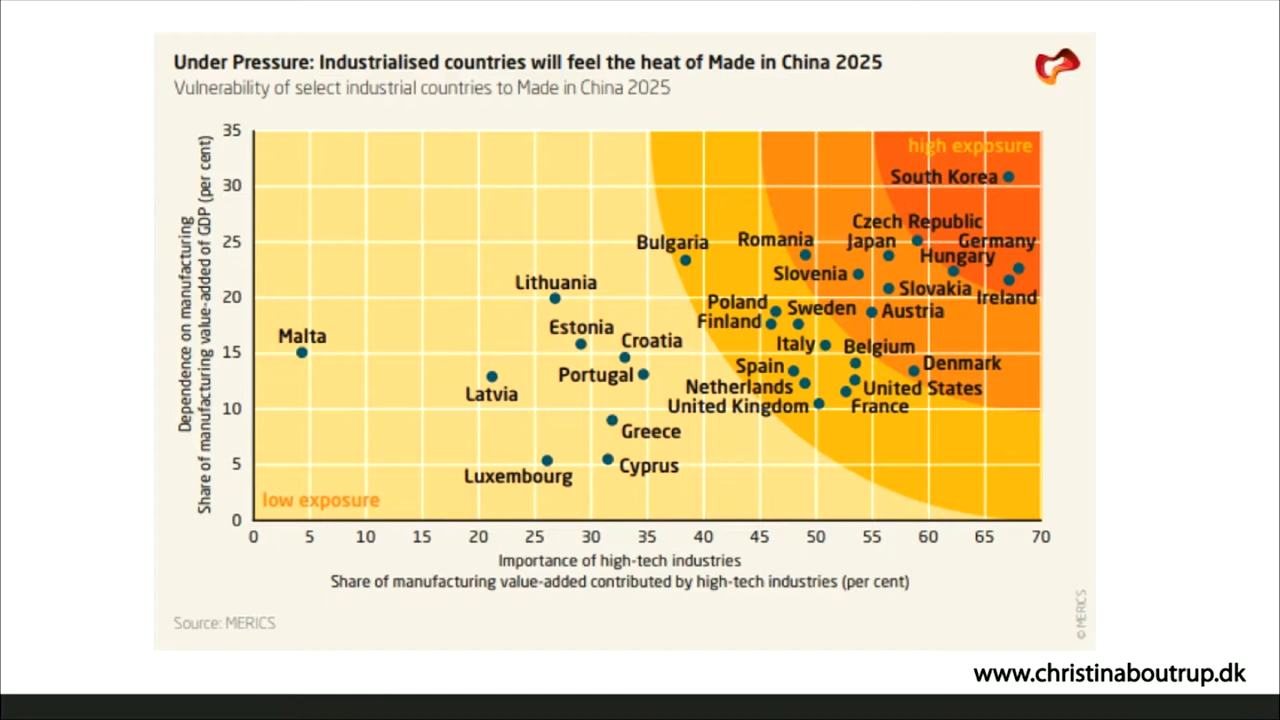 Under Pressure: Industrialised countries will feel the heat of Made in China 2025
Vulnerability of select industrial countries to Made in China 2025
Dependence on manufacturing
Share of manufacturing value-added of GDP (per cent)
35
30
25
20
15
10
5
0
high exposure
South Korea
Czech Republic
Bulgaria
Romania
Japan
Germany
Hungary
Slovenia
Lithuania
Slovakia
Ireland
Poland
Sweden
Austria
Finland
Estonia
Malta
Croatia
Italy
Belgium
Spain
Denmark
Portugal
Netherlands
United States
Latvia
United Kingdom
France
Greece
Cyprus
Luxembourg
low exposure
0 5 10 15 20 25 30 35 40 45 50 55 60 65 70
Importance of high-tech industries
Share of manufacturing value-added contributed by high-tech industries (per cent)
Source: MERICS
© MERICS
www.christinaboutrup.dk